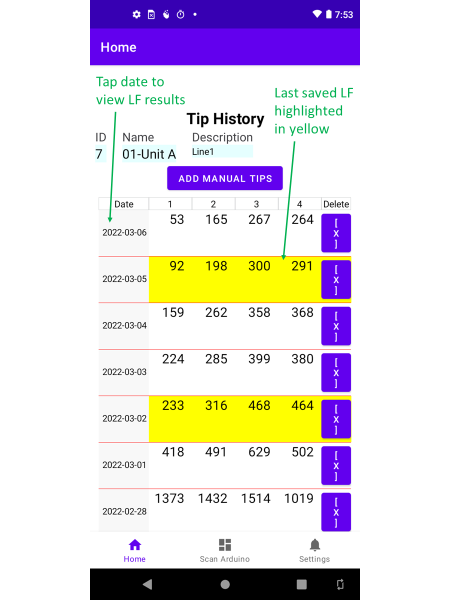 7:53
Home
Tap date to
view LF results
Last saved LF
highlighted
in yellow
Tip History
ID Name Description
7 01-Unit A Line1
ADD MANUAL TIPS
Date 1 2 3 4 Delete
2022-03-06 53 165 267 264 [ X ]
2022-03-05 92 198 300 291 [ X ]
2022-03-04 159 262 358 368 [ X ]
2022-03-03 224 285 399 380 [ X ]
2022-03-02 233 316 468 464 [ X ]
2022-03-01 418 491 629 502 [ X ]
2022-02-28 1373 1432 1514 1019 [ X ]
Home Scan Arduino Settings